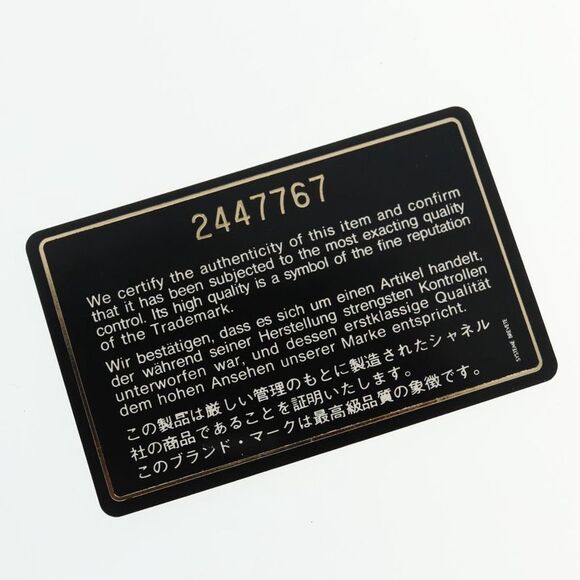 2447767
We certify the authenticity of this item and confirm
that it has been subjected to the most exacting quality
control. Its high quality is a symbol of the fine reputation
of the Trademark.
Wir bestätigen, dass es sich um einen Artikel handelt,
der während seiner Herstellung strengsten Kontrollen
unterworfen war, und dessen erstklassige Qualität
dem hohen Ansehen unserer Marke entspricht.
この製品は厳しい管理のもとに製造されたシャネル
社の商品であることを証明いたします。
このブランド・マークは最高級品質の象徴です。